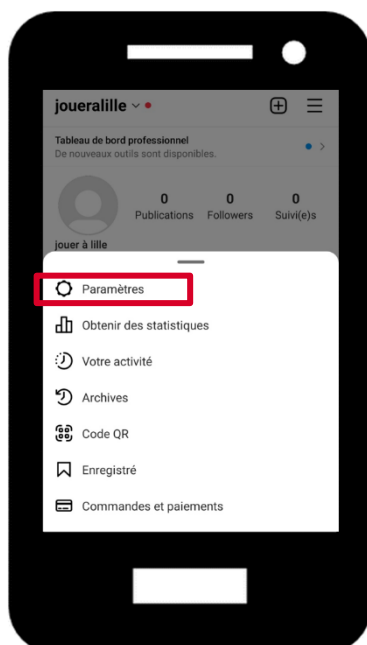 joueralille
Tableau de bord professionnel
De nouveaux outils sont disponibles.
0 0 0
Publications Followers Suivi(e)s
jouer à lille
Paramètres
Obtenir des statistiques
Votre activité
Archives
Code QR
Enregistré
Commandes et paiements